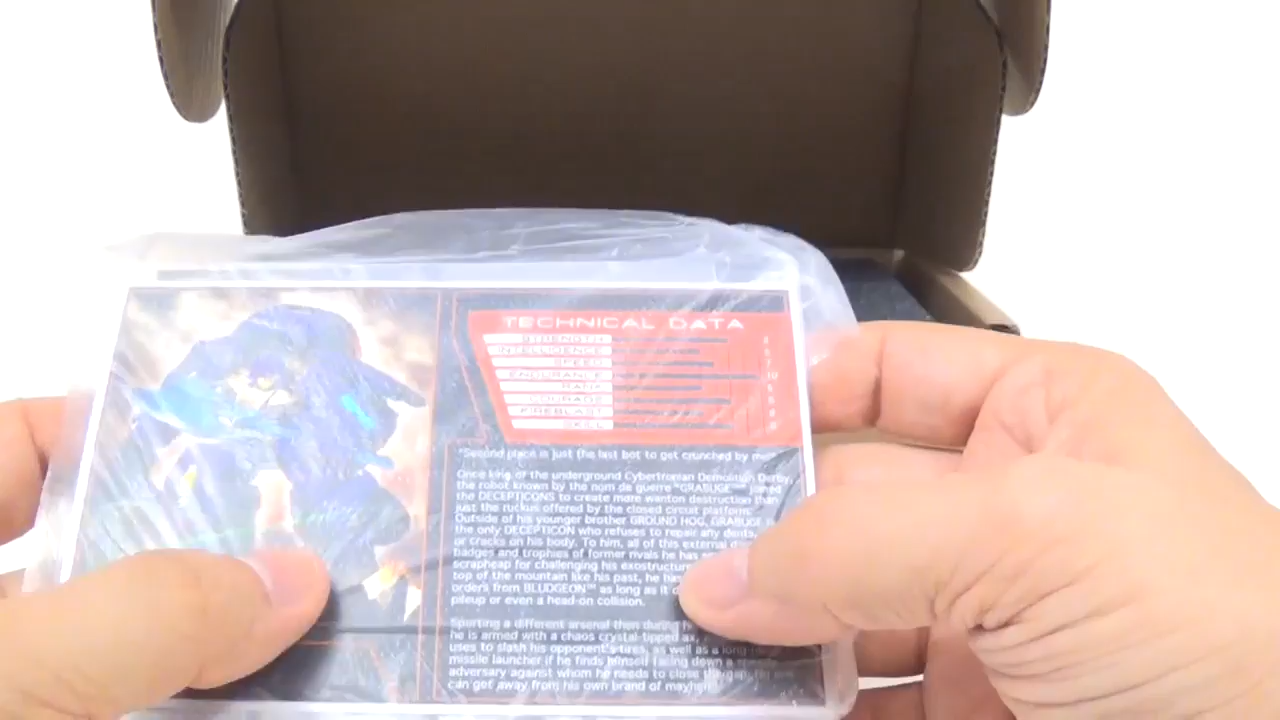 TECHNICAL DATA
STRENGTH
INTELLIGENCE
SPEED
ENDURANCE
RANK
COURAGE
FIREBLAST
SKILL
"Second place is just the last bot to get crunched by me
Once king of the underground Cybertronian Demolition Derby,
the robot known by the nom de guerre "GRABUGE™" joined
the DECEPTICONS to create more wanton destruction than
just the ruckus offered by the closed circuit platform.
Outside of his younger brother GROUND HOG, GRABUGE is
the only DECEPTICON who refuses to repair any dents,
or cracks on his body. To him, all of this external
badges and trophies of former rivals he has
scrapheap for challenging his exostructure
top of the mountain like his past, he has
orders from BLUDGEON™ as long as it
pileup or even a head-on collision.
Sporting a different arsenal then during
he is armed with a chaos crystal-tipped ax,
uses to slash his opponent's tires, as well as a long
missile launcher if he finds himself facing down a
adversary against whom he needs to close the gap,
can get away from his own brand of mayhem